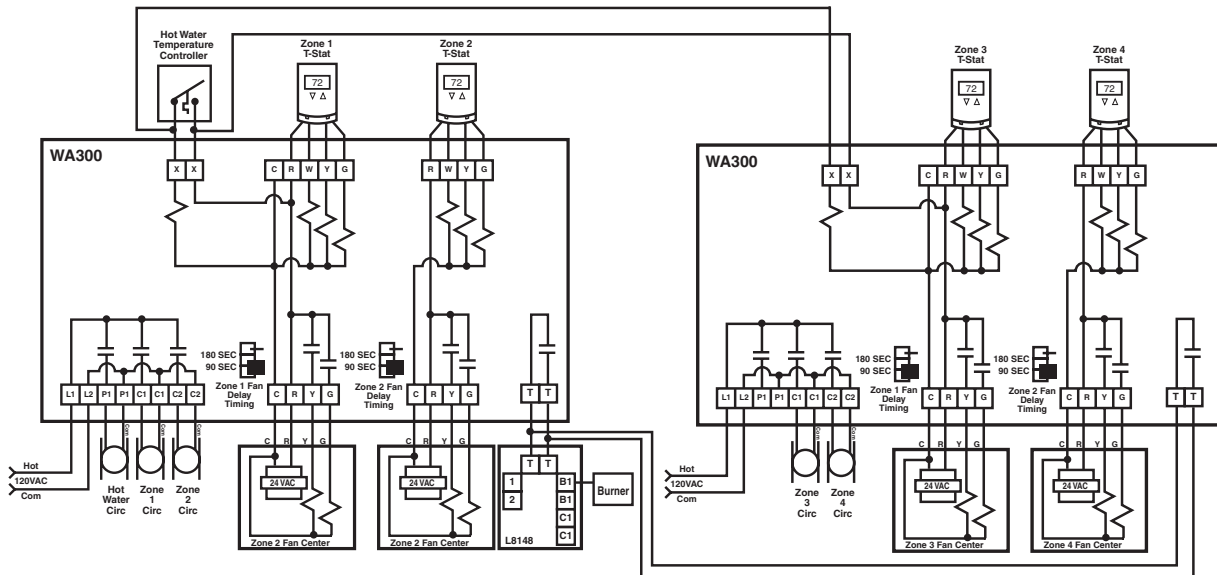 Hot Water
Temperature
Controller
Zone 1
T-Stat
Zone 2
T-Stat
Zone 3
T-Stat
Zone 4
T-Stat
72
72
72
72
WA300
WA300
X X
C R W Y G
R W Y G
X X
C R W Y G
R W Y G
180 SEC
90 SEC
Zone 1 Fan
Delay
Timing
180 SEC
90 SEC
Zone 2 Fan
Delay
Timing
180 SEC
90 SEC
Zone 1 Fan
Delay
Timing
180 SEC
90 SEC
Zone 2 Fan
Delay
Timing
L1 L2 P1 P1 C1 C1 C2 C2
C R Y G
C R Y G
T T
L1 L2 P1 P1 C1 C1 C2 C2
C R Y G
C R Y G
T T
Com
Com
Com
Com
Com
C R Y G
C R Y G
C R Y G
C R Y G
Hot
120VAC
Com
Hot
Water
Circ
Zone
1
Circ
Zone
2
Circ
24 VAC
Zone 2 Fan Center
24 VAC
Zone 2 Fan Center
T T
1
2
B1
B1
C1
C1
L8148
Burner
Hot
120VAC
Com
Zone
3
Circ
Zone
4
Circ
24 VAC
Zone 3 Fan Center
24 VAC
Zone 4 Fan Center